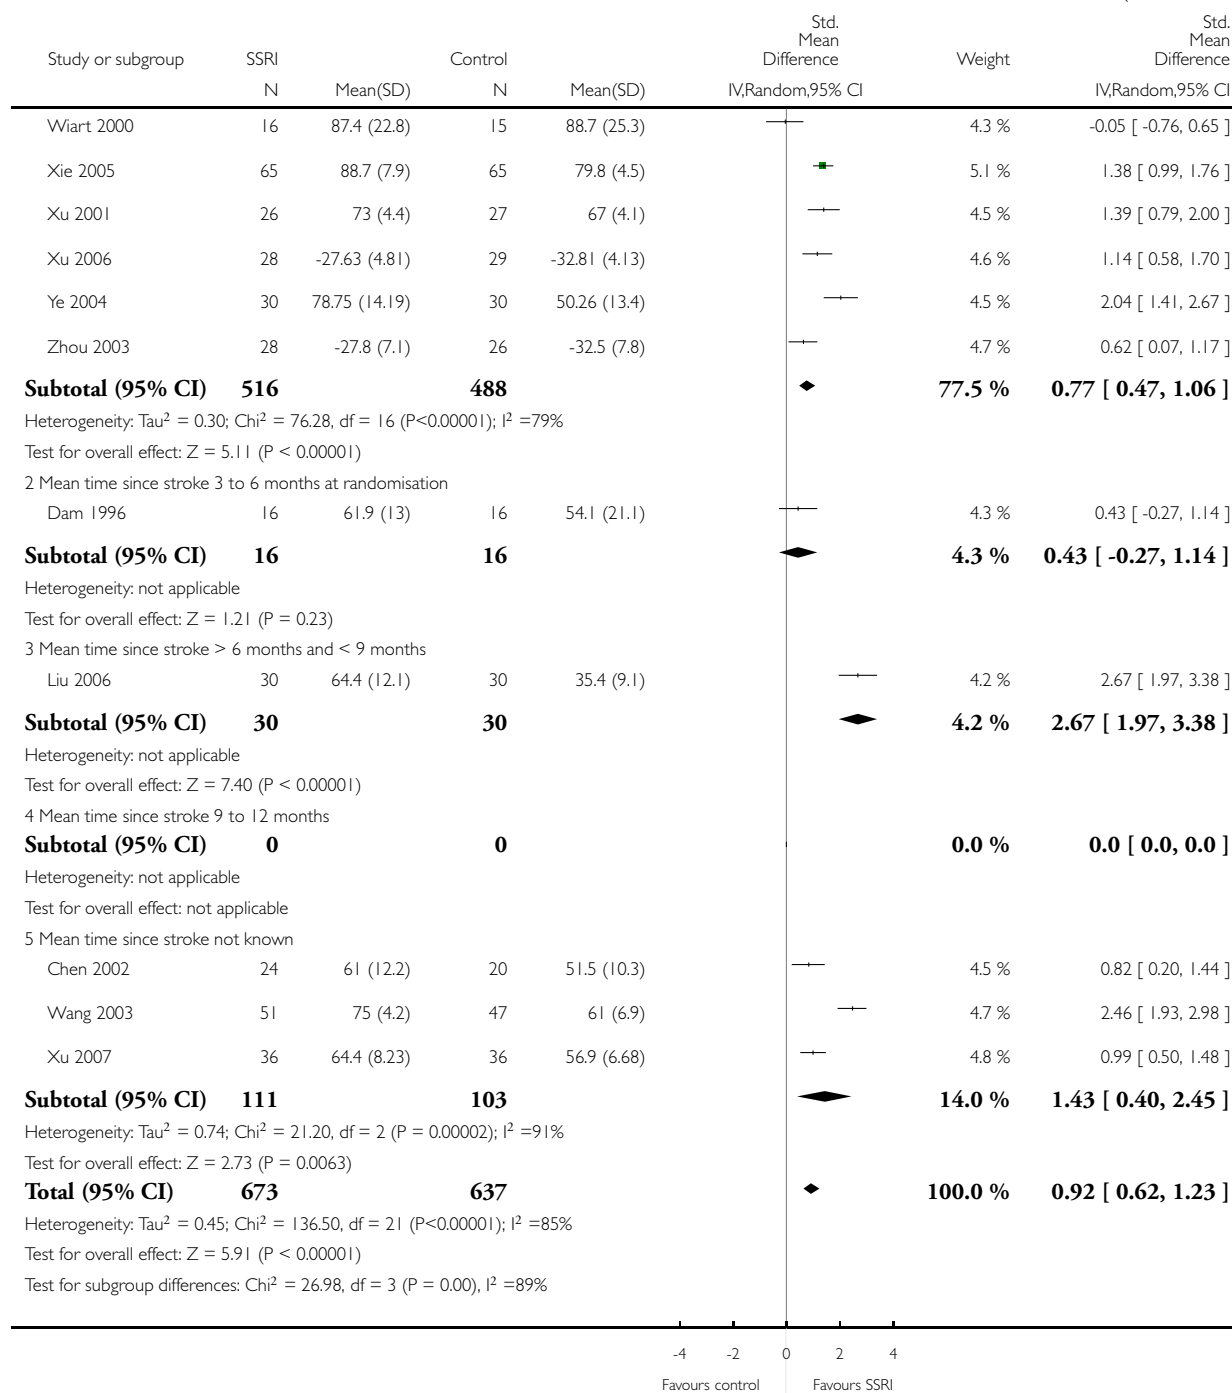 Study or subgroup SSRI Control Std. Mean Difference Weight Std. Mean Difference
N Mean(SD) N Mean(SD) IV,Random,95% CI IV,Random,95% CI
Wiart 2000 16 87.4 (22.8) 15 88.7 (25.3) 4.3 % -0.05 [ -0.76, 0.65 ]
Xie 2005 65 88.7 (7.9) 65 79.8 (4.5) 5.1 % 1.38 [ 0.99, 1.76 ]
Xu 2001 26 73 (4.4) 27 67 (4.1) 4.5 % 1.39 [ 0.79, 2.00 ]
Xu 2006 28 -27.63 (4.81) 29 -32.81 (4.13) 4.6 % 1.14 [ 0.58, 1.70 ]
Ye 2004 30 78.75 (14.19) 30 50.26 (13.4) 4.5 % 2.04 [ 1.41, 2.67 ]
Zhou 2003 28 -27.8 (7.1) 26 -32.5 (7.8) 4.7 % 0.62 [ 0.07, 1.17 ]
Subtotal (95% CI) 516 488 77.5 % 0.77 [ 0.47, 1.06 ]
Heterogeneity: Tau² = 0.30; Chi² = 76.28, df = 16 (P<0.00001); I² =79%
Test for overall effect: Z = 5.11 (P < 0.00001)
2 Mean time since stroke 3 to 6 months at randomisation
Dam 1996 16 61.9 (13) 16 54.1 (21.1) 4.3 % 0.43 [ -0.27, 1.14 ]
Subtotal (95% CI) 16 16 4.3 % 0.43 [ -0.27, 1.14 ]
Heterogeneity: not applicable
Test for overall effect: Z = 1.21 (P = 0.23)
3 Mean time since stroke > 6 months and < 9 months
Liu 2006 30 64.4 (12.1) 30 35.4 (9.1) 4.2 % 2.67 [ 1.97, 3.38 ]
Subtotal (95% CI) 30 30 4.2 % 2.67 [ 1.97, 3.38 ]
Heterogeneity: not applicable
Test for overall effect: Z = 7.40 (P < 0.00001)
4 Mean time since stroke 9 to 12 months
Subtotal (95% CI) 0 0 0.0 % 0.0 [ 0.0, 0.0 ]
Heterogeneity: not applicable
Test for overall effect: not applicable
5 Mean time since stroke not known
Chen 2002 24 61 (12.2) 20 51.5 (10.3) 4.5 % 0.82 [ 0.20, 1.44 ]
Wang 2003 51 75 (4.2) 47 61 (6.9) 4.7 % 2.46 [ 1.93, 2.98 ]
Xu 2007 36 64.4 (8.23) 36 56.9 (6.68) 4.8 % 0.99 [ 0.50, 1.48 ]
Subtotal (95% CI) 111 103 14.0 % 1.43 [ 0.40, 2.45 ]
Heterogeneity: Tau² = 0.74; Chi² = 21.20, df = 2 (P = 0.00002); I² =91%
Test for overall effect: Z = 2.73 (P = 0.0063)
Total (95% CI) 673 637 100.0 % 0.92 [ 0.62, 1.23 ]
Heterogeneity: Tau² = 0.45; Chi² = 136.50, df = 21 (P<0.00001); I² =85%
Test for overall effect: Z = 5.91 (P < 0.00001)
Test for subgroup differences: Chi² = 26.98, df = 3 (P = 0.00), I² =89%
-4 -2 0 2 4
Favours control Favours SSRI